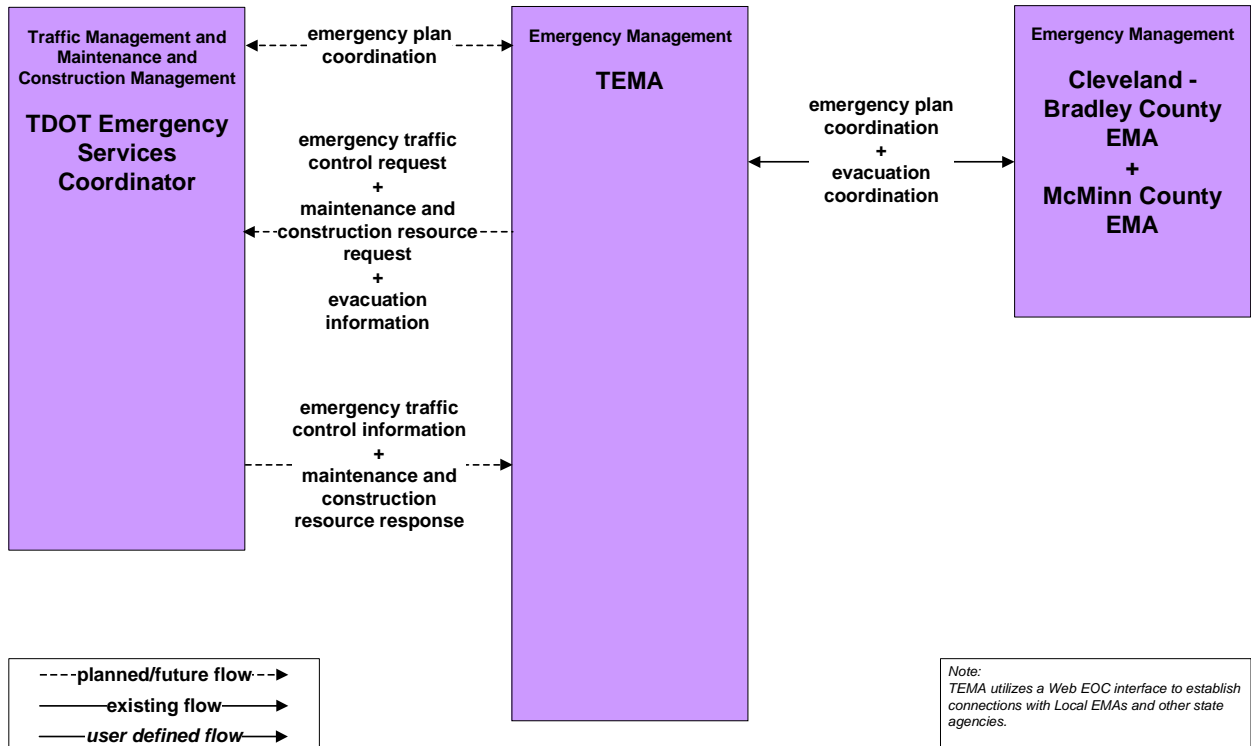 Traffic Management and
Maintenance and
Construction Management
TDOT Emergency
Services
Coordinator
emergency plan
coordination
emergency traffic
control request
+
maintenance and
construction resource
request
+
evacuation
information
emergency traffic
control information
+
maintenance and
construction
resource response
Emergency Management
TEMA
emergency plan
coordination
+
evacuation
coordination
Emergency Management
Cleveland -
Bradley County
EMA
+
McMinn County
EMA
planned/future flow
existing flow
user defined flow
Note:
TEMA utilizes a Web EOC interface to establish
connections with Local EMAs and other state
agencies.